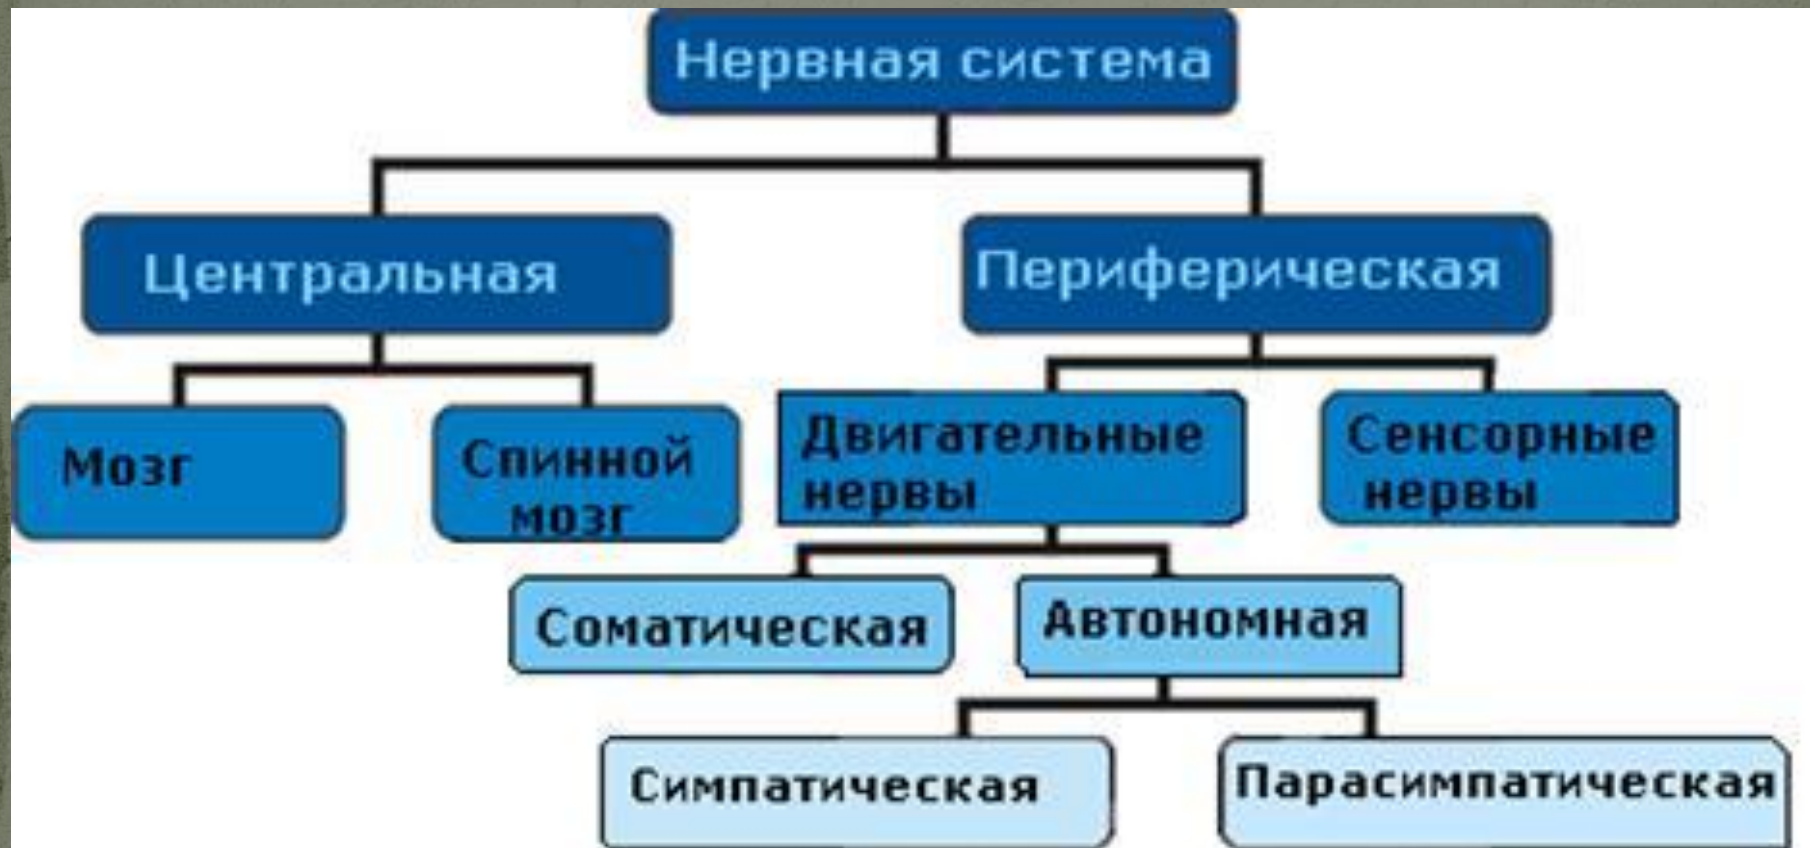 Нервная система
Центральная
Периферическая
Мозг
Спинной
мозг
Двигательные
нервы
Сенсорные
нервы
Соматическая
Автономная
Симпатическая
Парасимпатическая